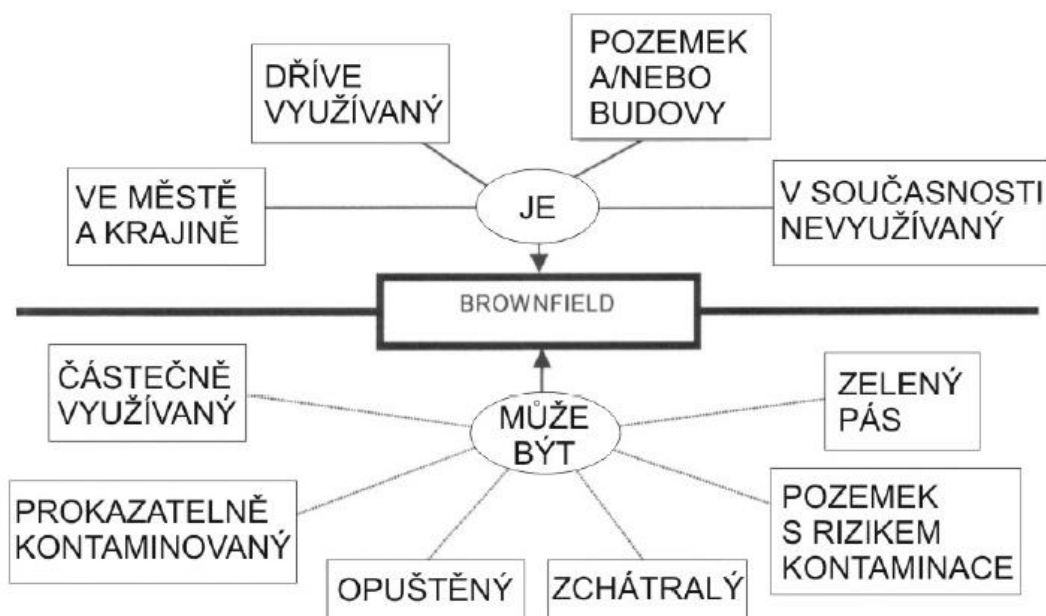 DŘÍVE
VYUŽÍVANÝ
POZEMEK
A/NEBO
BUDOVY
VE MĚSTĚ
A KRAJINĚ
JE
V SOUČASNOSTI
NEVYUŽÍVANÝ
BROWNFIELD
ČÁSTEČNĚ
VYUŽÍVANÝ
MŮŽE
BÝT
ZELENÝ
PÁS
PROKAZATELNĚ
KONTAMINOVANÝ
OPUŠTĚNÝ
ZCHÁTRALÝ
POZEMEK
S RIZIKEM
KONTAMINACE